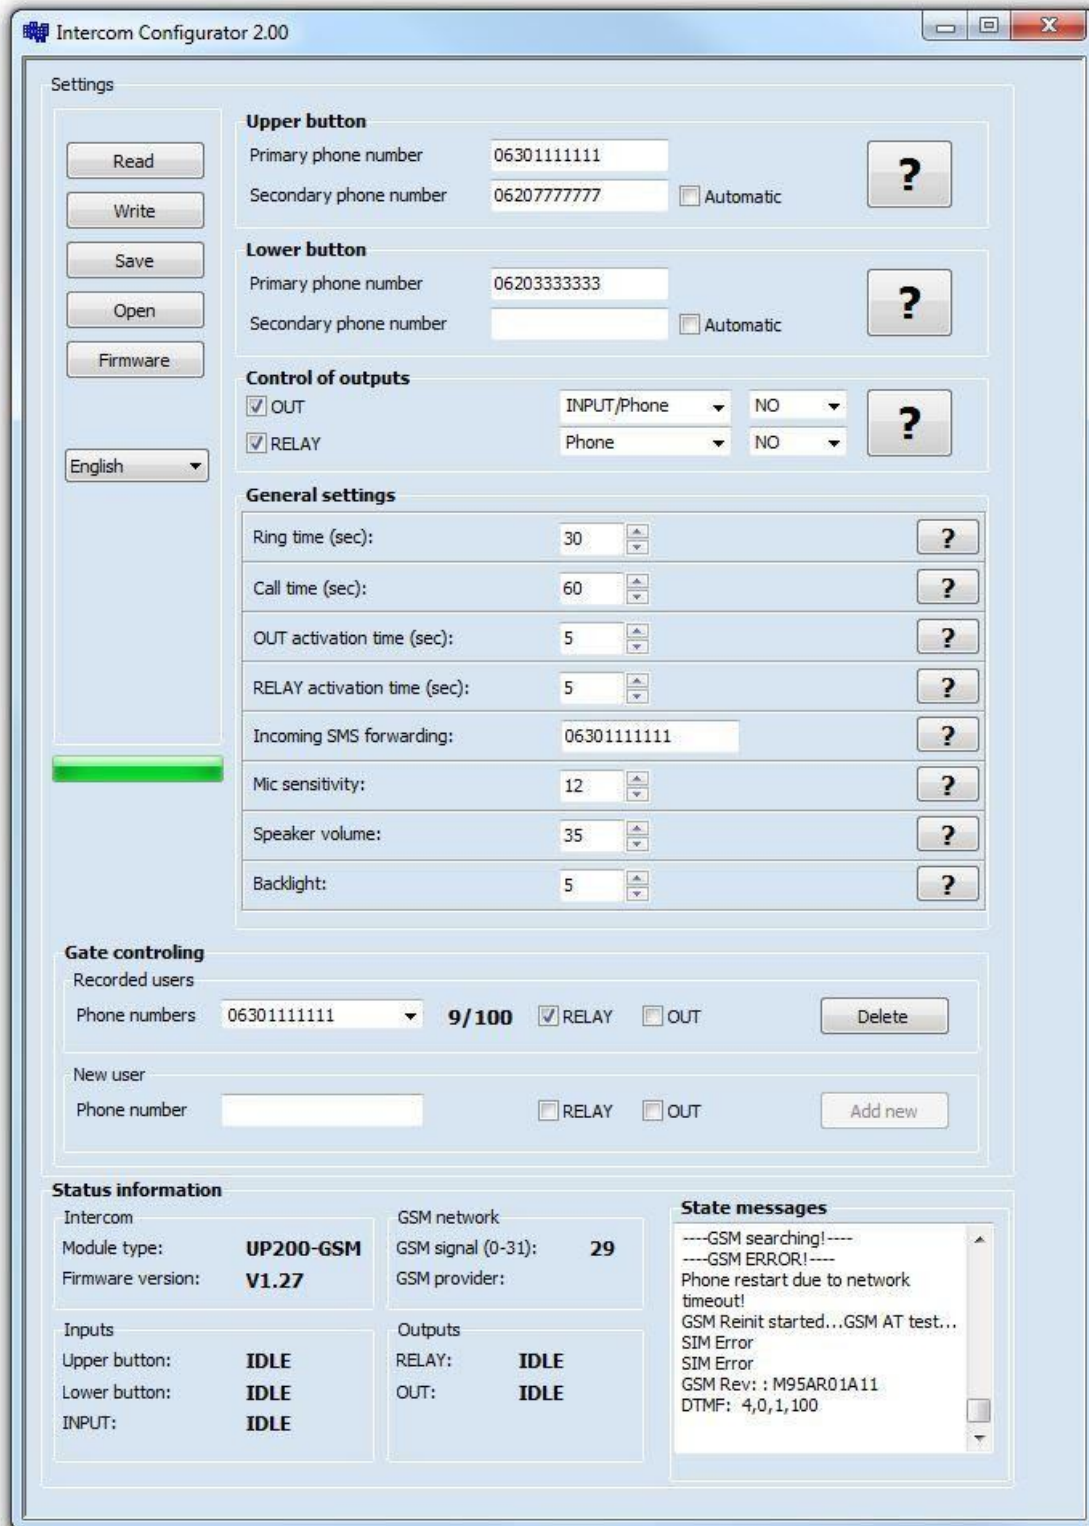 Intercom Configurator 2.00
Settings
Read
Write
Save
Open
Firmware
English
Upper button
Primary phone number 06301111111
Secondary phone number 06207777777 Automatic
?
Lower button
Primary phone number 06203333333
Secondary phone number Automatic
?
Control of outputs
OUT INPUT/Phone NO
RELAY Phone NO
?
General settings
Ring time (sec): 30 ?
Call time (sec): 60 ?
OUT activation time (sec): 5 ?
RELAY activation time (sec): 5 ?
Incoming SMS forwarding: 06301111111 ?
Mic sensitivity: 12 ?
Speaker volume: 35 ?
Backlight: 5 ?
Gate controling
Recorded users
Phone numbers 06301111111 9/100 RELAY OUT Delete
New user
Phone number RELAY OUT Add new
Status information
Intercom
Module type: UP200-GSM
Firmware version: V1.27
GSM network
GSM signal (0-31): 29
GSM provider:
Inputs
Upper button: IDLE
Lower button: IDLE
INPUT: IDLE
Outputs
RELAY: IDLE
OUT: IDLE
State messages
----GSM searching!----
----GSM ERROR!----
Phone restart due to network
timeout!
GSM Reinit started...GSM AT test...
SIM Error
SIM Error
GSM Rev: : M95AR01A11
DTMF: 4,0,1,100